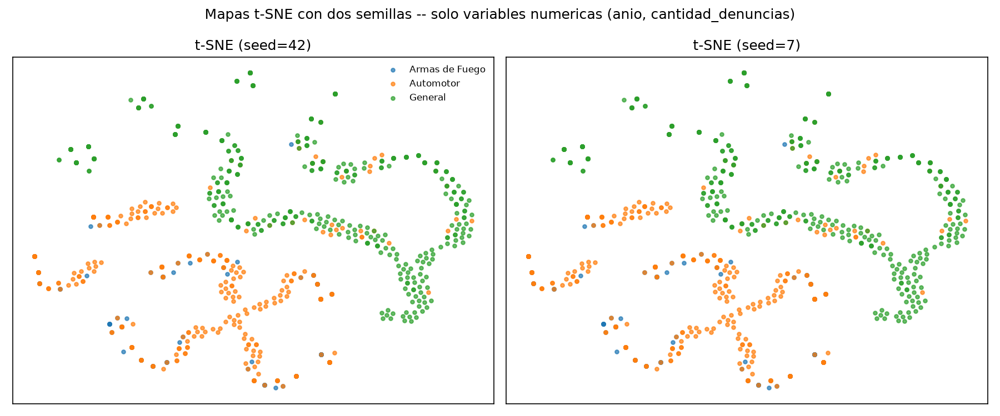 Mapas t-SNE con dos semillas -- solo variables numericas (anio, cantidad_denuncias)
t-SNE (seed=42)
t-SNE (seed=7)
Armas de Fuego
Automotor
General